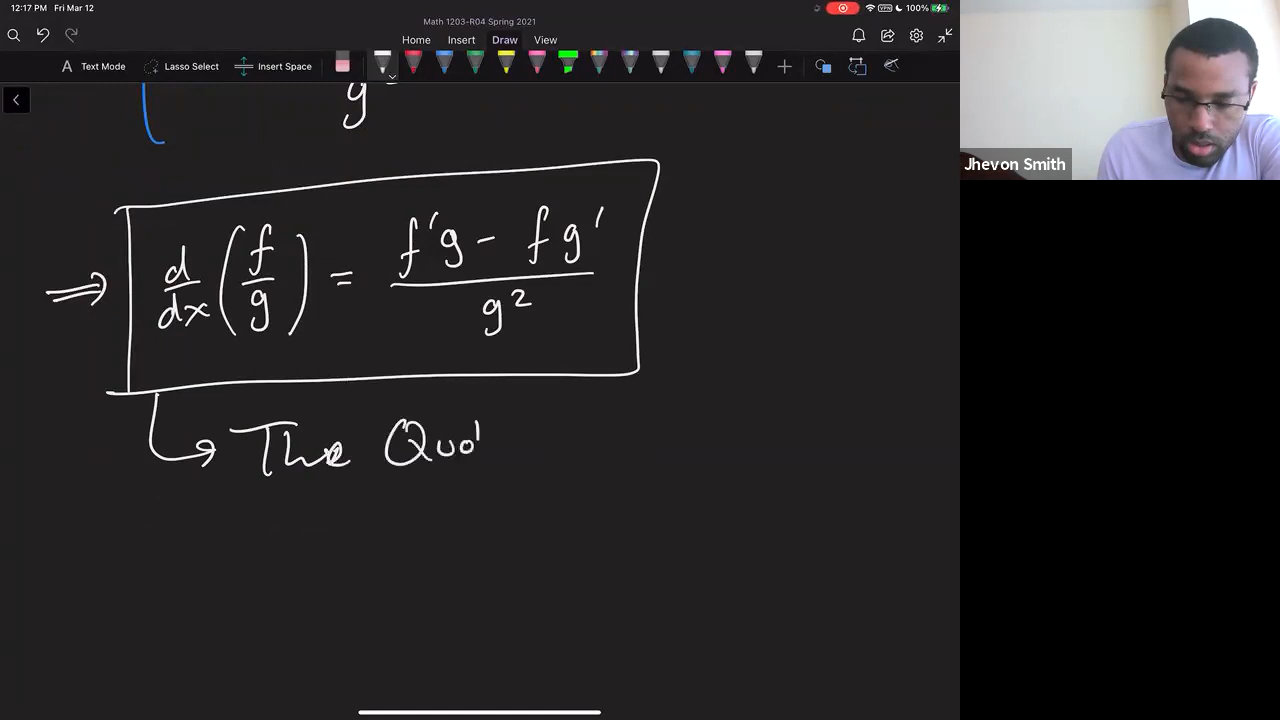 12:17 PM Fri Mar 12
100%
Math 1203-R04 Spring 2021
Home Insert Draw View
Text Mode Lasso Select Insert Space
g
d/dx (f/g) = (f'g - fg')/g²
The Quo
Jhevon Smith